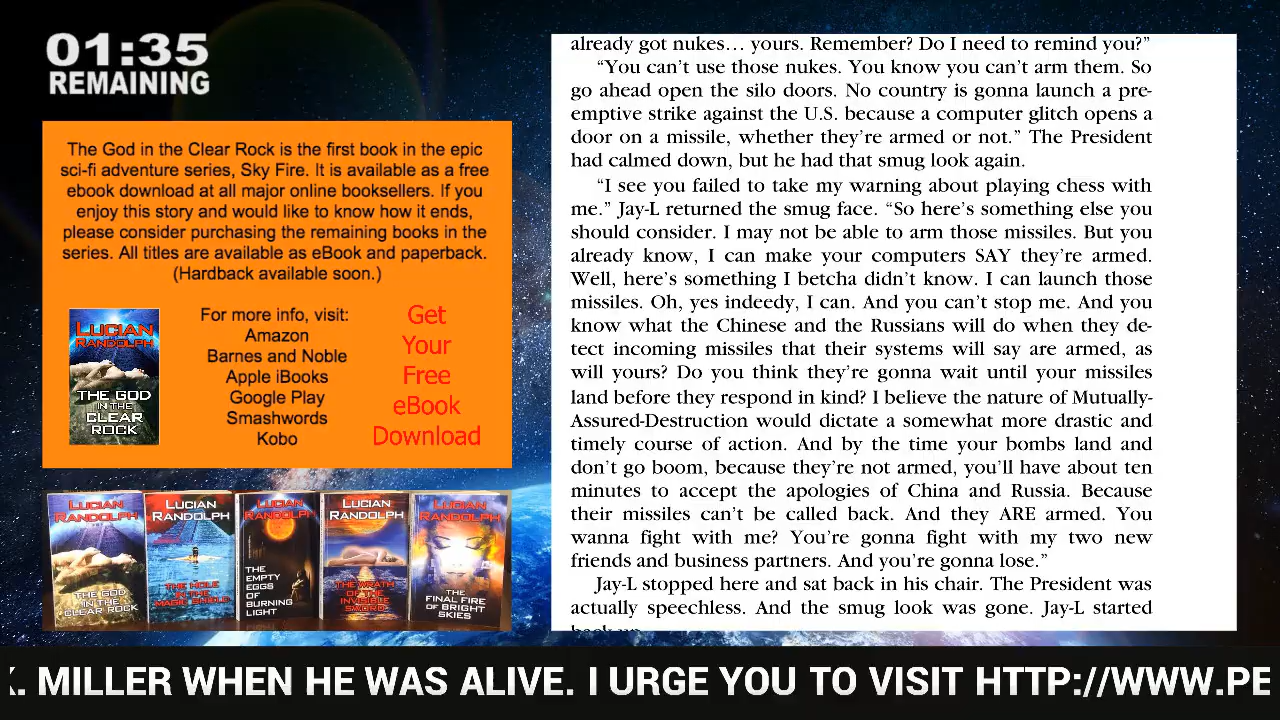 01:35
REMAINING
The God in the Clear Rock is the first book in the epic
sci-fi adventure series, Sky Fire. It is available as a free
ebook download at all major online booksellers. If you
enjoy this story and would like to know how it ends,
please consider purchasing the remaining books in the
series. All titles are available as eBook and paperback.
(Hardback available soon.)
LUCIAN
RANDOLPH
THE GOD
IN THE
CLEAR
ROCK
For more info, visit:
Amazon
Barnes and Noble
Apple iBooks
Google Play
Smashwords
Kobo
Get
Your
Free
eBook
Download
LUCIAN
RANDOLPH
THE GOD
IN THE
CLEAR ROCK
LUCIAN
RANDOLPH
THE HOLE
IN THE
MAGIC SHIELD
LUCIAN
RANDOLPH
THE
EMPTY
EGGS
OF
BURNING
LIGHT
LUCIAN
RANDOLPH
THE WRATH
OF THE
INVISIBLE
SWORD
LUCIAN
RANDOLPH
THE
FINAL FIRE
OF BRIGHT
SKIES
already got nukes… yours. Remember? Do I need to remind you?”
“You can’t use those nukes. You know you can’t arm them. So
go ahead open the silo doors. No country is gonna launch a pre-
emptive strike against the U.S. because a computer glitch opens a
door on a missile, whether they’re armed or not.” The President
had calmed down, but he had that smug look again.
“I see you failed to take my warning about playing chess with
me.” Jay-L returned the smug face. “So here’s something else you
should consider. I may not be able to arm those missiles. But you
already know, I can make your computers SAY they’re armed.
Well, here’s something I betcha didn’t know. I can launch those
missiles. Oh, yes indeedy, I can. And you can’t stop me. And you
know what the Chinese and the Russians will do when they de-
tect incoming missiles that their systems will say are armed, as
will yours? Do you think they’re gonna wait until your missiles
land before they respond in kind? I believe the nature of Mutually-
Assured-Destruction would dictate a somewhat more drastic and
timely course of action. And by the time your bombs land and
don’t go boom, because they’re not armed, you’ll have about ten
minutes to accept the apologies of China and Russia. Because
their missiles can’t be called back. And they ARE armed. You
wanna fight with me? You’re gonna fight with my two new
friends and business partners. And you’re gonna lose.”
Jay-L stopped here and sat back in his chair. The President was
actually speechless. And the smug look was gone. Jay-L started
back up
. MILLER WHEN HE WAS ALIVE. I URGE YOU TO VISIT HTTP://WWW.PE